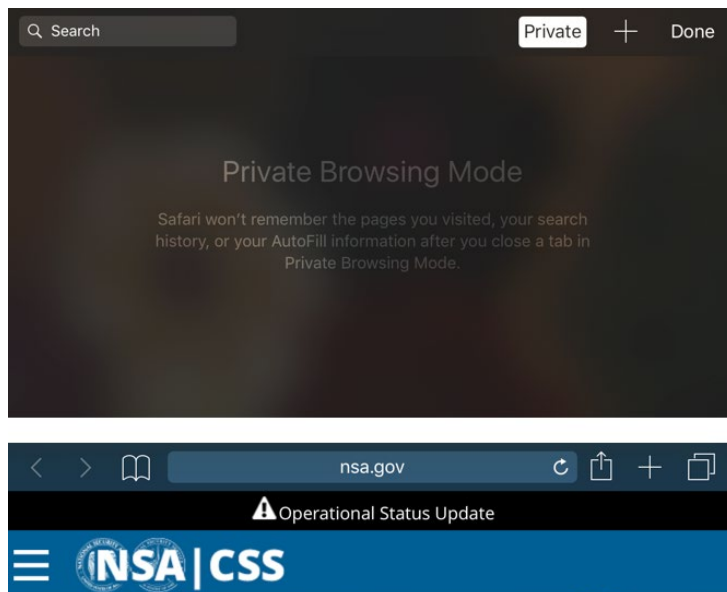 Search
Private
Done
Private Browsing Mode
Safari won't remember the pages you visited, your search
history, or your AutoFill information after you close a tab in
Private Browsing Mode.
nsa.gov
Operational Status Update
NSA|CSS